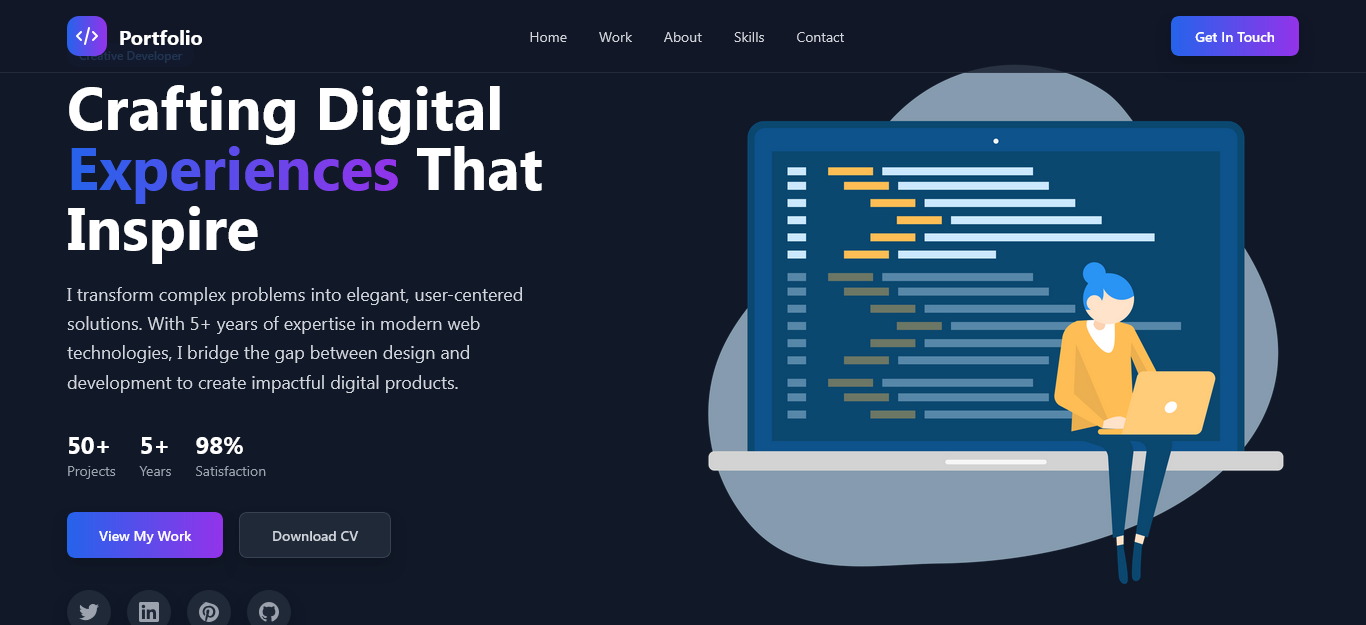 </> Portfolio
Home Work About Skills Contact
Get In Touch
Creative Developer
Crafting Digital
Experiences That
Inspire
I transform complex problems into elegant, user-centered
solutions. With 5+ years of expertise in modern web
technologies, I bridge the gap between design and
development to create impactful digital products.
50+ 5+ 98%
Projects Years Satisfaction
View My Work Download CV